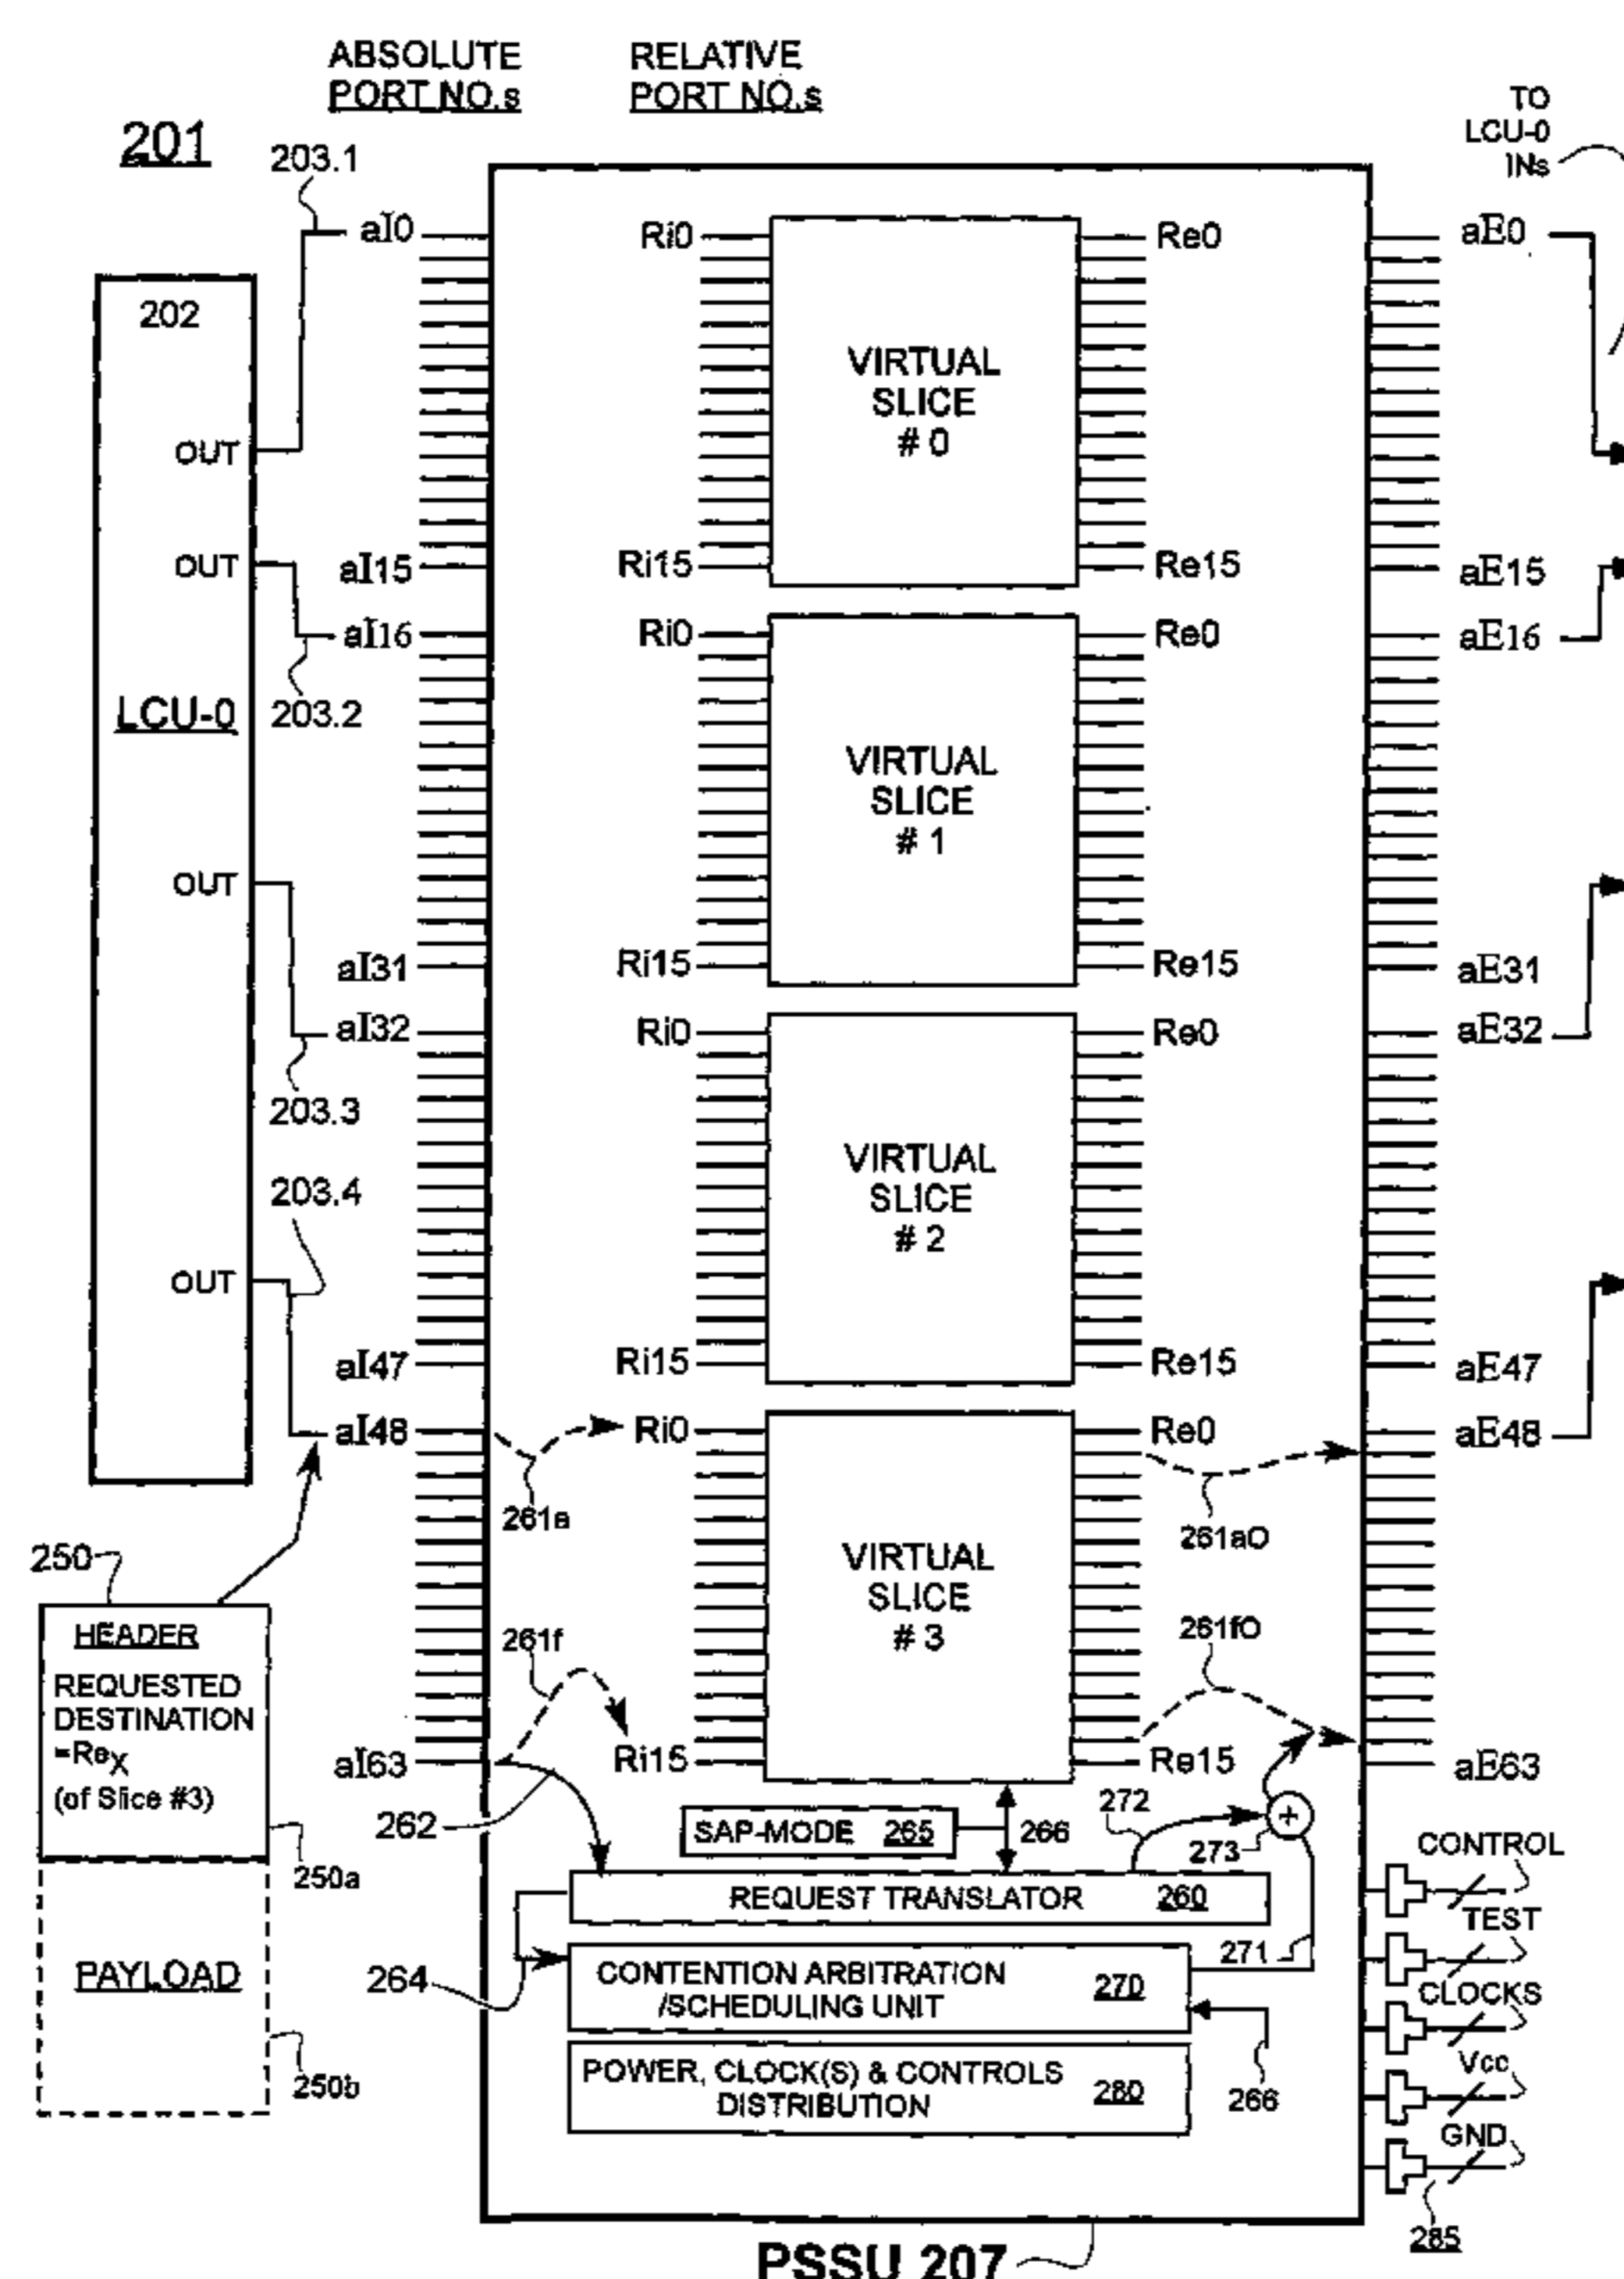 ABSOLUTE
PORT NO.s
RELATIVE
PORT NO.s
TO
LCU-0
INs
201
203.1
aI0
Ri0
Re0
aE0
202
VIRTUAL
SLICE
# 0
OUT
OUT
aI15
Ri15
Re15
aE15
aI16
Ri0
Re0
aE16
LCU-0
203.2
VIRTUAL
SLICE
# 1
OUT
aI31
Ri15
Re15
aE31
aI32
Ri0
Re0
aE32
203.3
VIRTUAL
SLICE
# 2
203.4
OUT
aI47
Ri15
Re15
aE47
aI48
Ri0
Re0
aE48
261a
261aO
250
VIRTUAL
SLICE
# 3
HEADER
REQUESTED
DESTINATION
=ReX
(of Slice #3)
261f
261fO
aI63
Ri15
Re15
aE63
262
SAP-MODE 265
266
272
273
+
CONTROL
250a
REQUEST TRANSLATOR 260
TEST
PAYLOAD
264
CONTENTION ARBITRATION
/SCHEDULING UNIT
270
271
CLOCKS
250b
POWER, CLOCK(S) & CONTROLS
DISTRIBUTION
280
266
Vcc
GND
285
PSSU 207